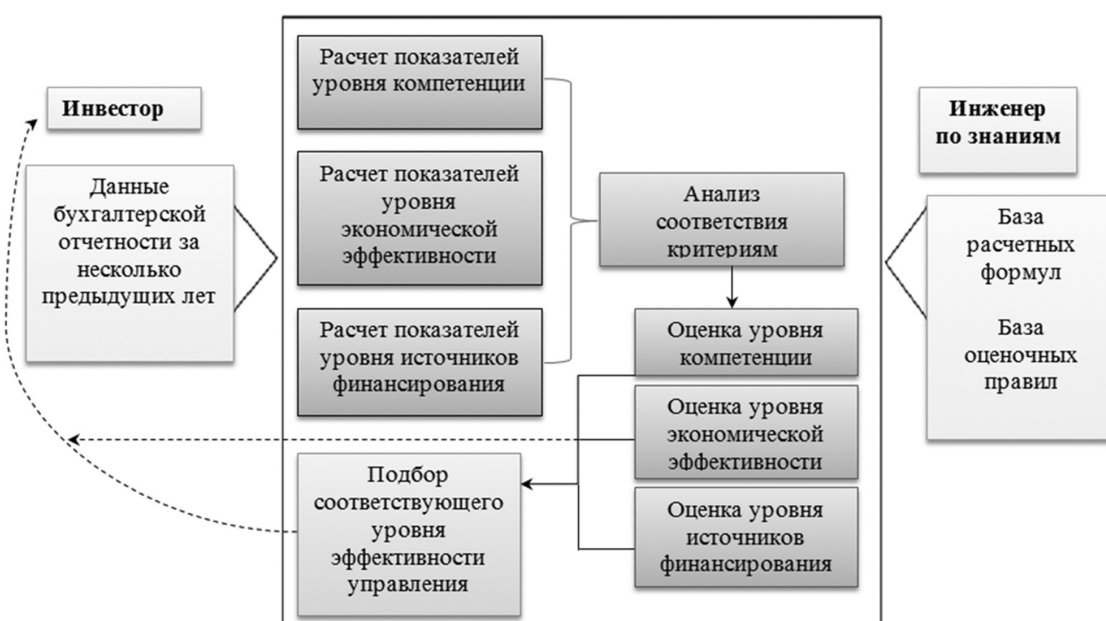 Инвестор
Данные
бухгалтерской
отчетности за
несколько
предыдущих лет
Расчет показателей
уровня компетенции
Расчет показателей
уровня
экономической
эффективности
Расчет показателей
уровня источников
финансирования
Подбор
соответствующего
уровня
эффективности
управления
Анализ
соответствия
критериям
Оценка уровня
компетенции
Оценка уровня
экономической
эффективности
Оценка уровня
источников
финансирования
Инженер
по знаниям
База
расчетных
формул
База
оценочных
правил